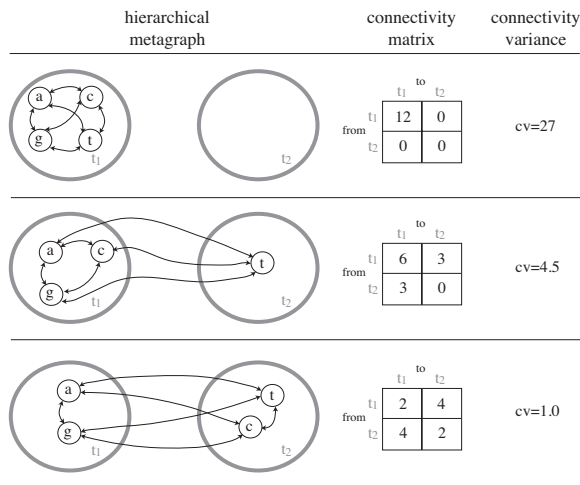 hierarchical metagraph
connectivity matrix
connectivity variance
a c
g t
t1
t2
to
t1 t2
from
t1 12 0
t2 0 0
cv=27
a c
g
t1
t
t2
to
t1 t2
from
t1 6 3
t2 3 0
cv=4.5
a
g
t1
t
c
t2
to
t1 t2
from
t1 2 4
t2 4 2
cv=1.0